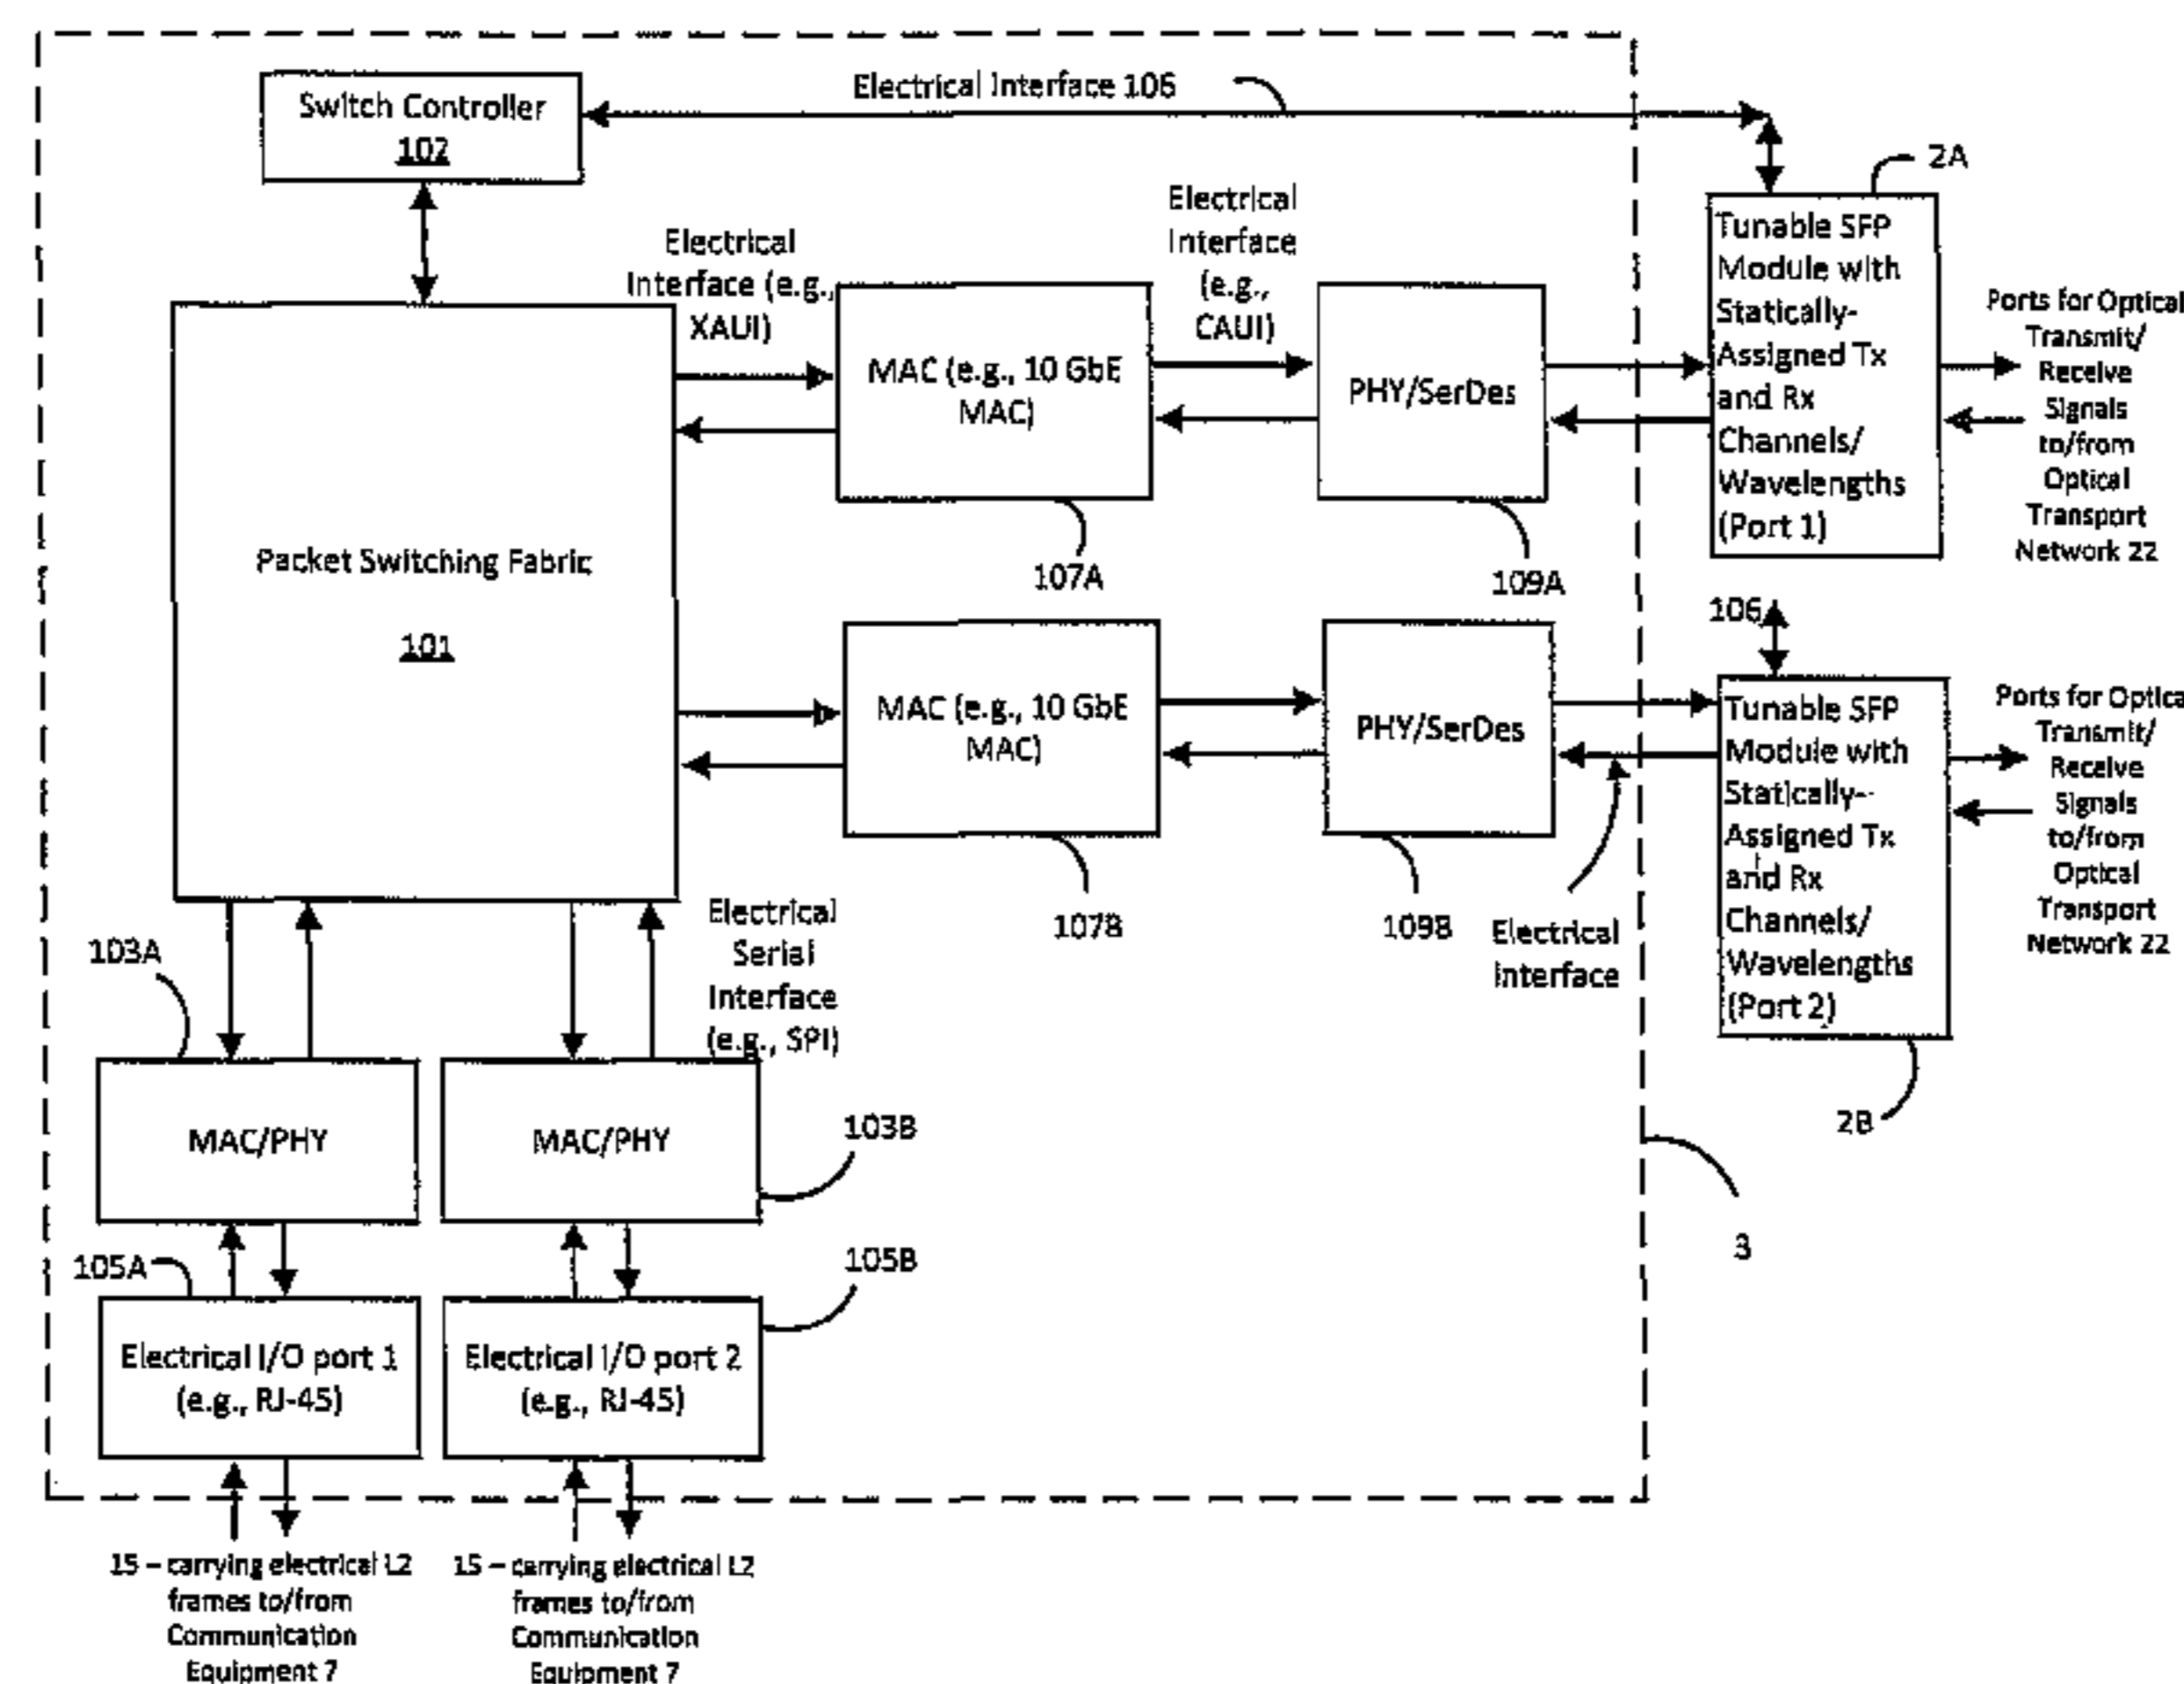 Electrical Interface 106
Switch Controller
102
2A
Electrical
Interface (e.g.,
XAUI)
Electrical
Interface
(e.g.,
CAUI)
Tunable SFP
Module with
Statically-
Assigned Tx
and Rx
Channels/
Wavelengths
(Port 1)
Ports for Optical
Transmit/
Receive
Signals
to/from
Optical
Transport
Network 22
MAC (e.g., 10 GbE
MAC)
PHY/SerDes
107A
109A
Packet Switching Fabric
101
106
MAC (e.g., 10 GbE
MAC)
PHY/SerDes
Tunable SFP
Module with
Statically-
Assigned Tx
and Rx
Channels/
Wavelengths
(Port 2)
Ports for Optica
Transmit/
Receive
Signals
to/from
Optical
Transport
Network 22
107B
109B
Electrical
Interface
103A
Electrical
Serial
Interface
(e.g., SPI)
2B
MAC/PHY
MAC/PHY
103B
3
105A
105B
Electrical I/O port 1
(e.g., RJ-45)
Electrical I/O port 2
(e.g., RJ-45)
15 – carrying electrical L2
frames to/from
Communication
Equipment 7
15 – carrying electrical L2
frames to/from
Communication
Equipment 7